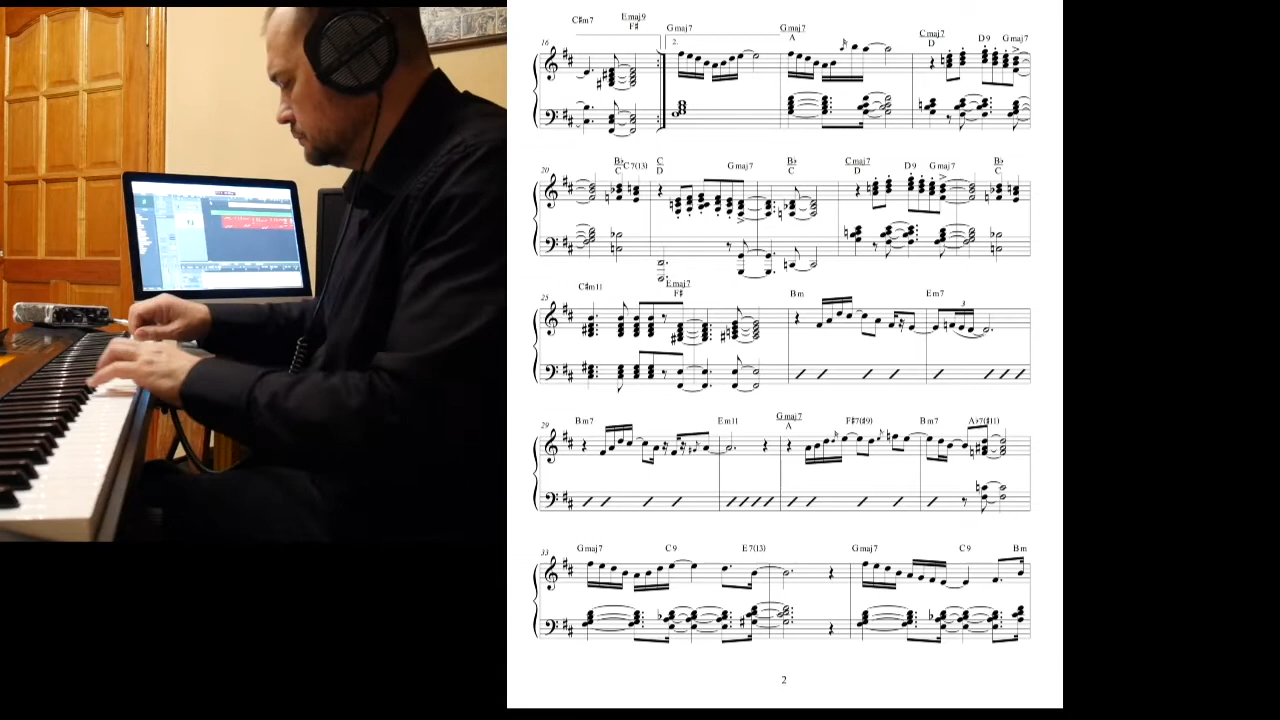 C♯m7 Emaj9 Gmaj7 Gmaj7 Cmaj7 D9 Gmaj7
F♯ A D
16 2.
B♭ C7(13) C Gmaj7 B♭ Cmaj7 D9 Gmaj7 B♭
20 C D C D C
C♯m11 Emaj7 Bm Em7
25 F♯ 3
Bm7 Em11 Gmaj7 F♯7(♯9) Bm7 A♭7(♯11)
29 A
Gmaj7 C9 E7(13) Gmaj7 C9 Bm
33
2